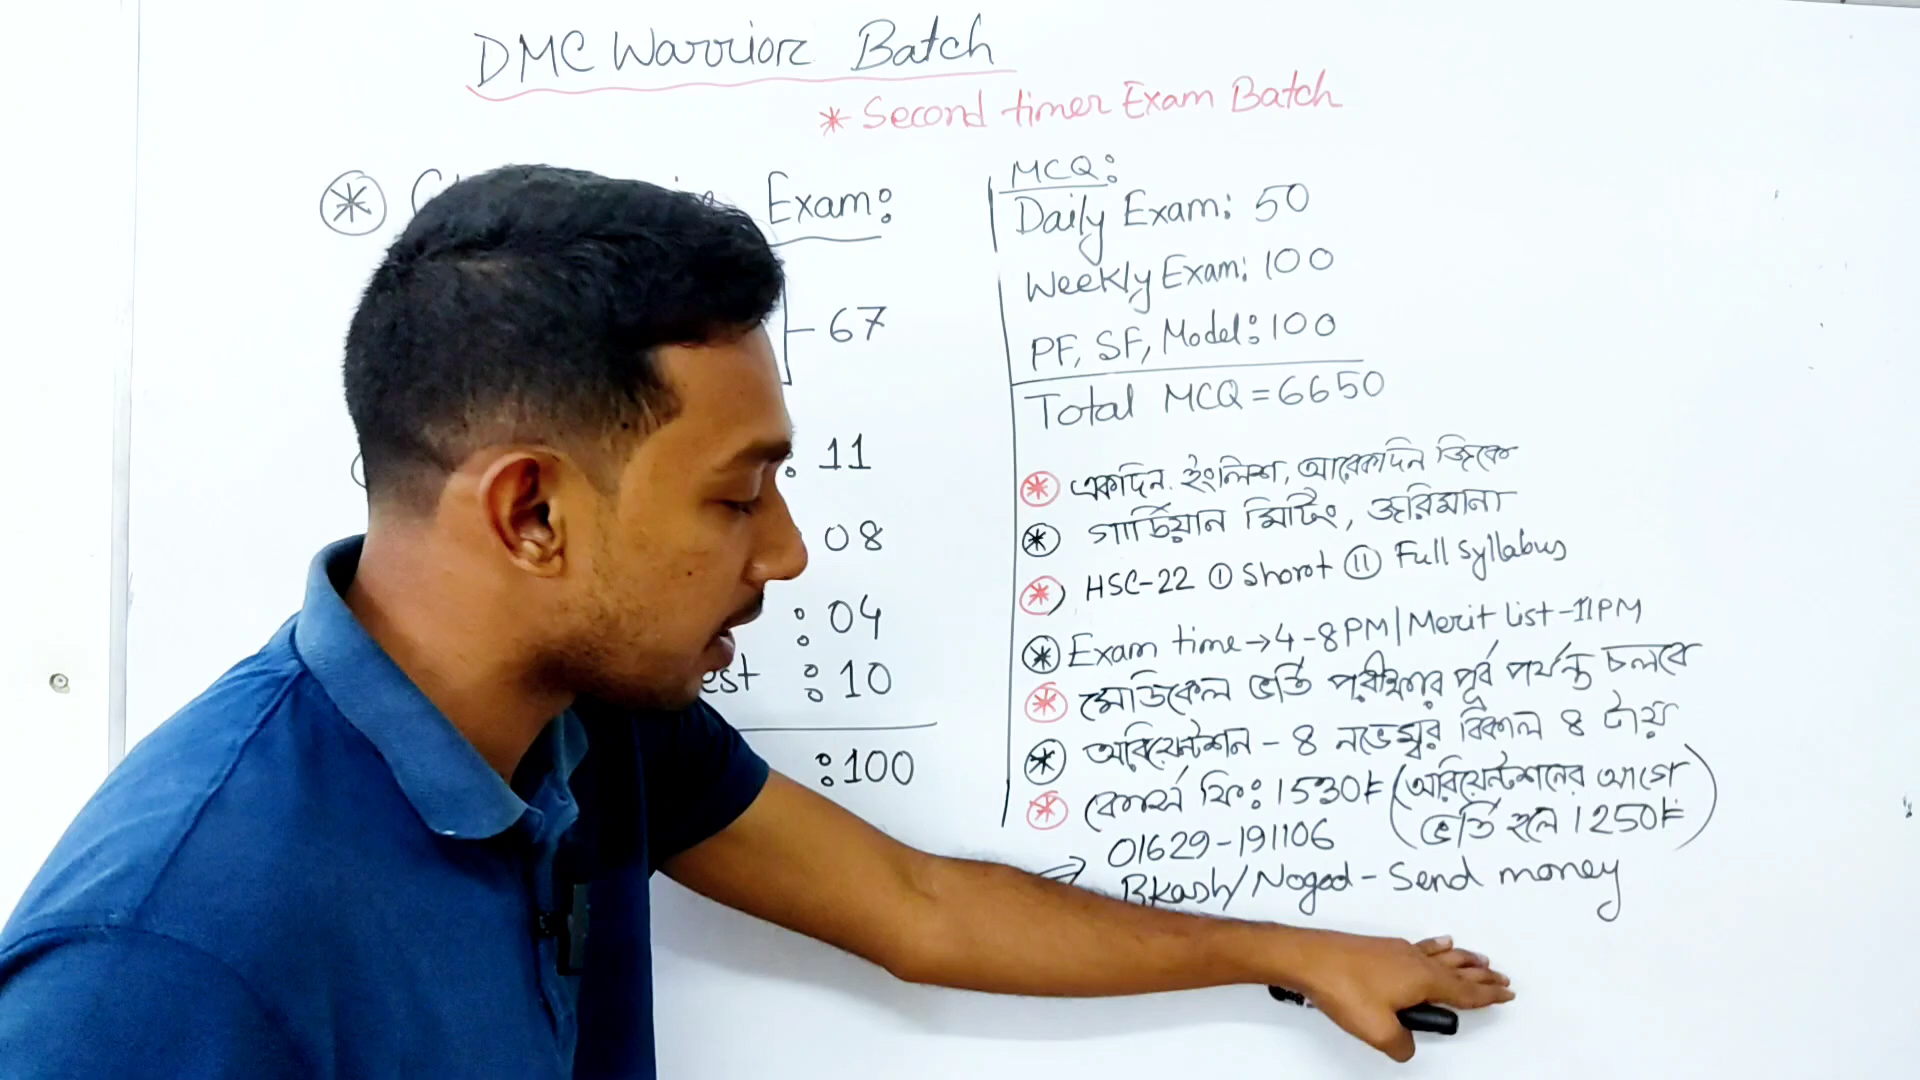 DMC Warrior Batch
* Second timer Exam Batch
Exam:
67
: 11
08
: 04
est : 10
: 100
MCQ:
Daily Exam: 50
Weekly Exam: 100
PF, SF, Model: 100
Total MCQ = 6650
* একদিন ইংলিশ, আরেকদিন জিকে
* গার্ডিয়ান মিটিং, জরিমানা
* HSC-22 ① Short ⑪ Full Syllabus
* Exam time → 4-8PM | Merit List - 11PM
* মেডিকেল ভর্তি পরীক্ষার পূর্ব পর্যন্ত চলবে
* অরিয়েন্টেশন - ৪ নভেম্বর বিকাল ৪ টায়
* কোর্স ফি: 1530৳ (অরিয়েন্টেশনের আগে
ভর্তি হলে 1250৳)
01629-191106
Bkash/Nogod - Send money